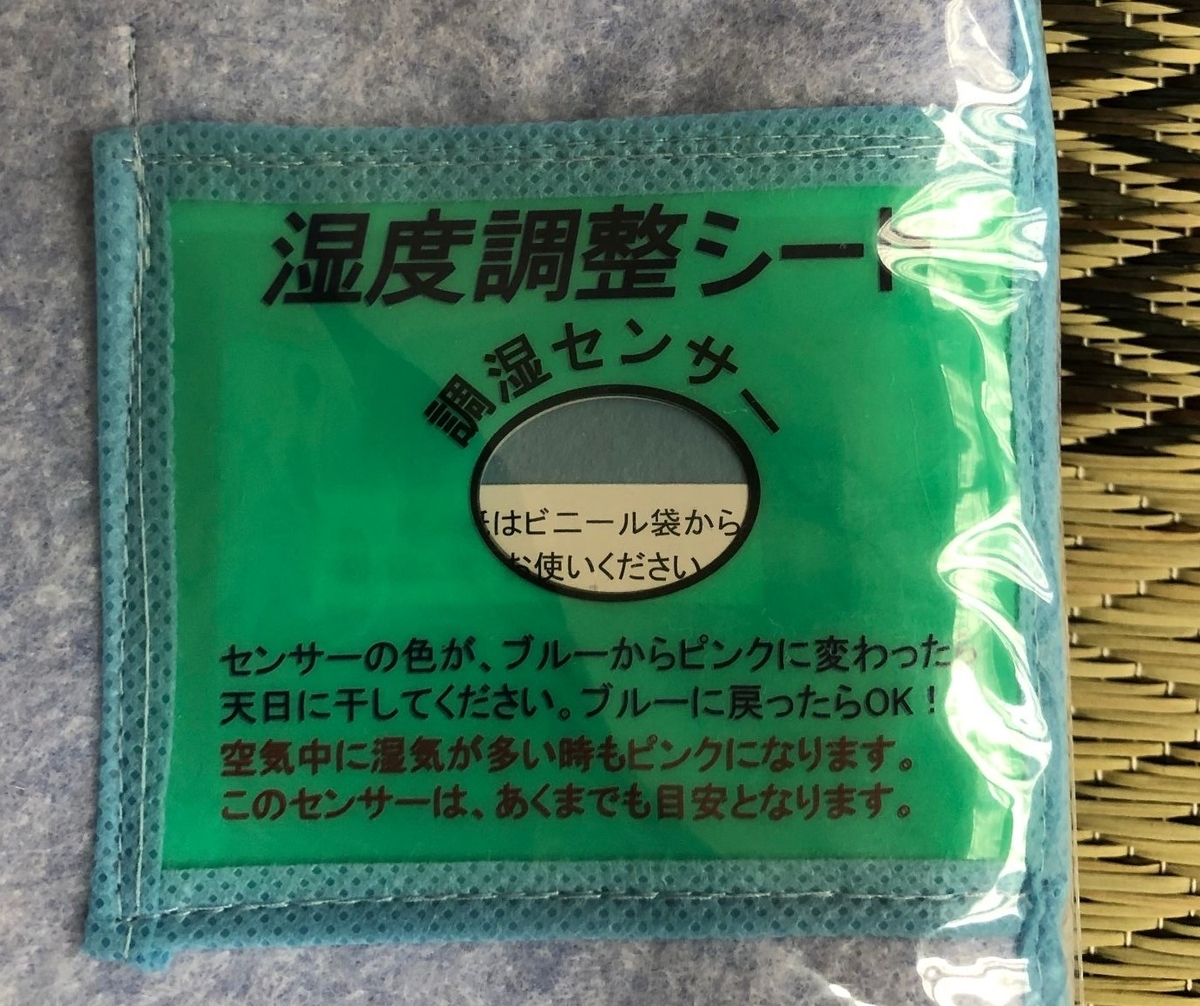 湿度調整シート
調湿センサー
はビニール袋から
お使いください
センサーの色が、ブルーからピンクに変わったら
天日に干してください。ブルーに戻ったらOK!
空気中に湿気が多い時もピンクになります。
このセンサーは、あくまでも目安となります。